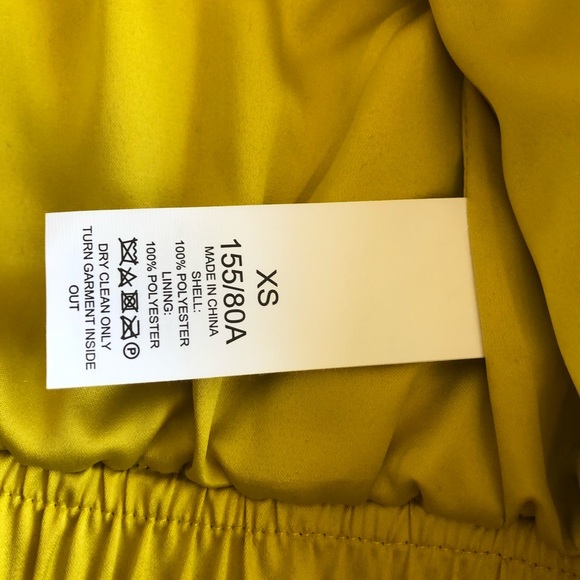 XS
155/80A
MADE IN CHINA
SHELL:
100% POLYESTER
LINING:
100% POLYESTER
P
DRY CLEAN ONLY
TURN GARMENT INSIDE
OUT